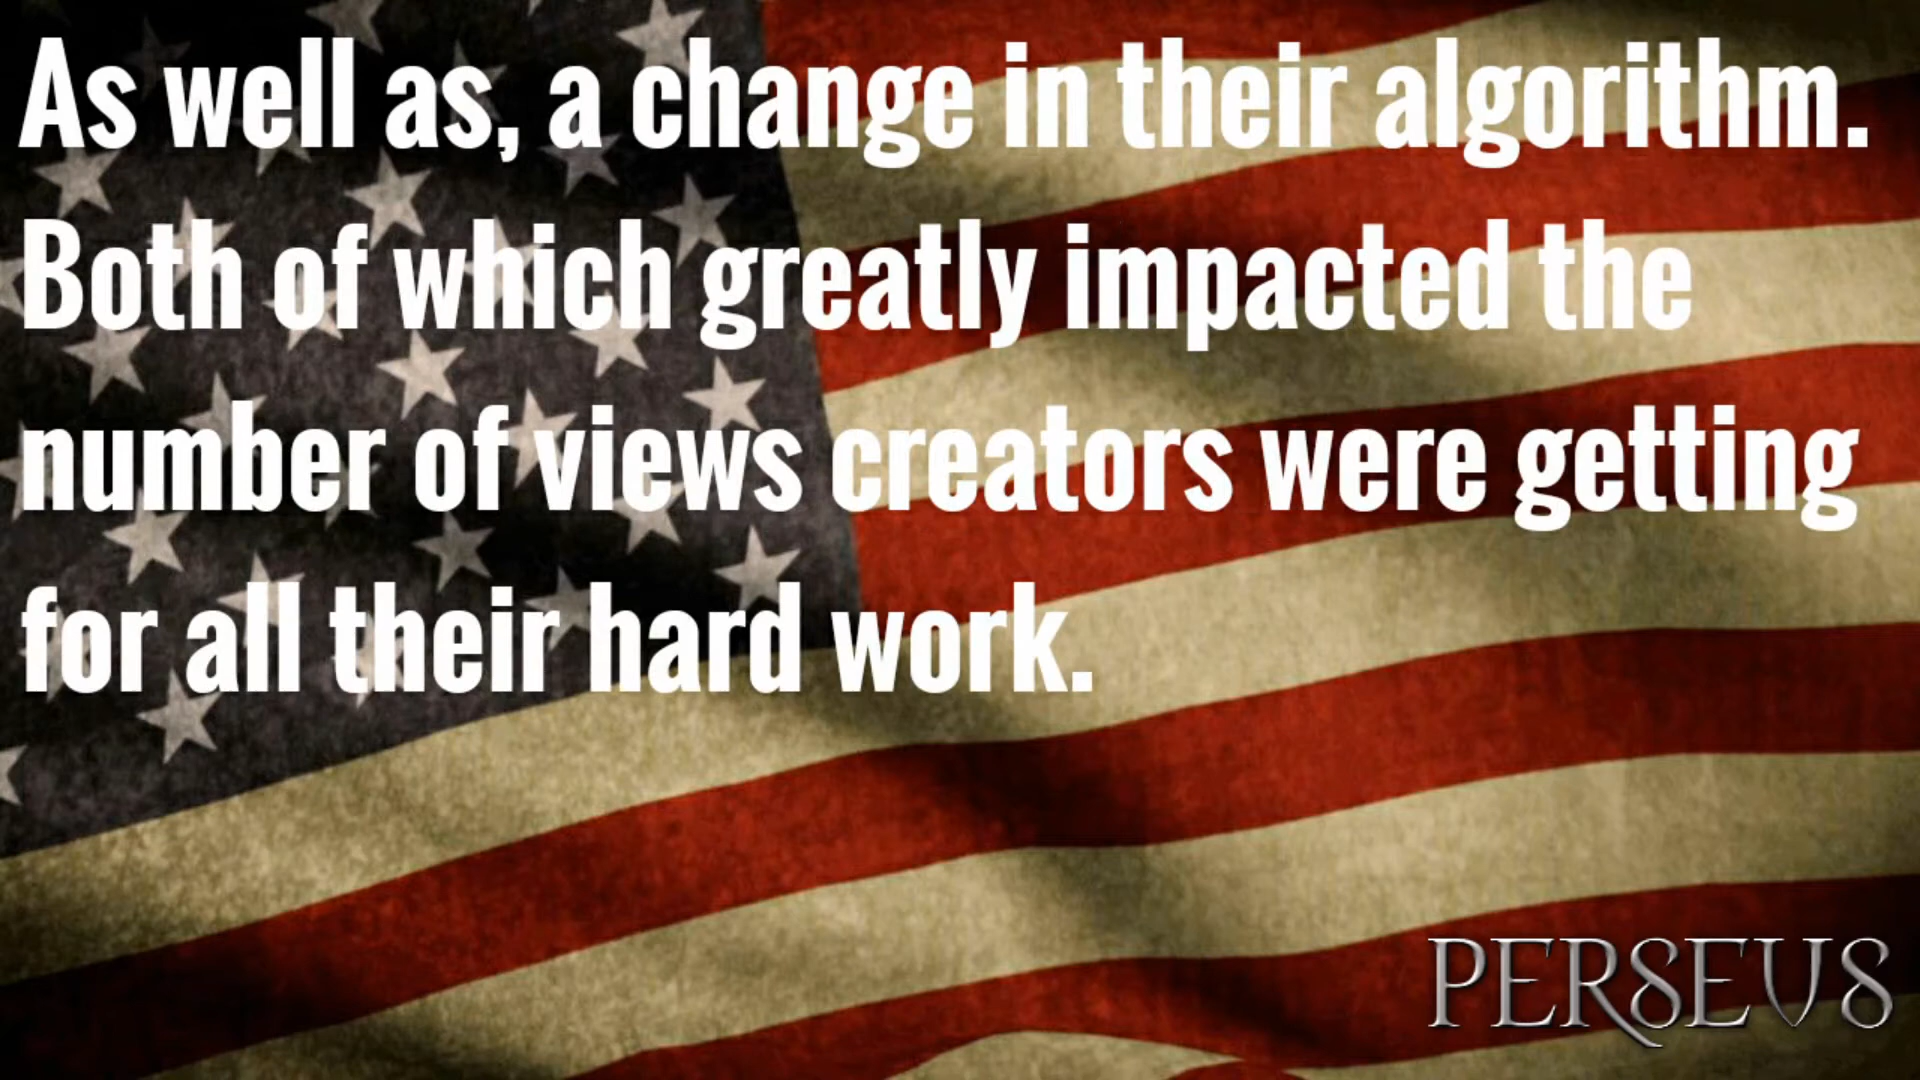 As well as, a change in their algorithm.
Both of which greatly impacted the
number of views creators were getting
for all their hard work.
PERSEUS